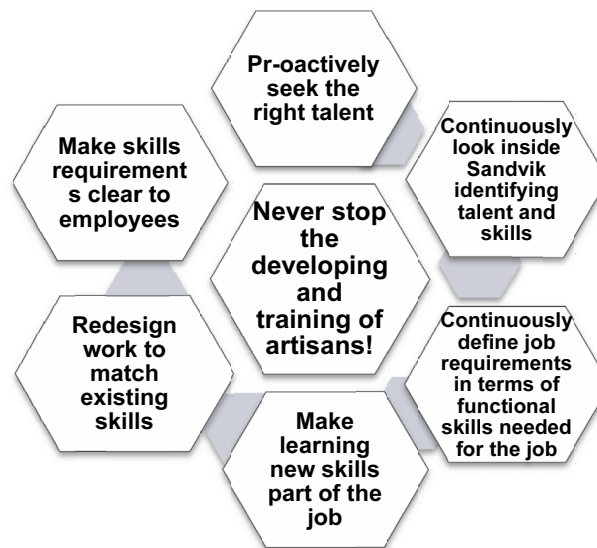 Pr-oactively
seek the
right talent
Continuously
look inside
Sandvik
identifying
talent and
skills
Continuously
define job
requirements
in terms of
functional
skills needed
for the job
Make
learning
new skills
part of the
job
Redesign
work to
match
existing
skills
Make skills
requirement
s clear to
employees
Never stop
the
developing
and
training of
artisans!